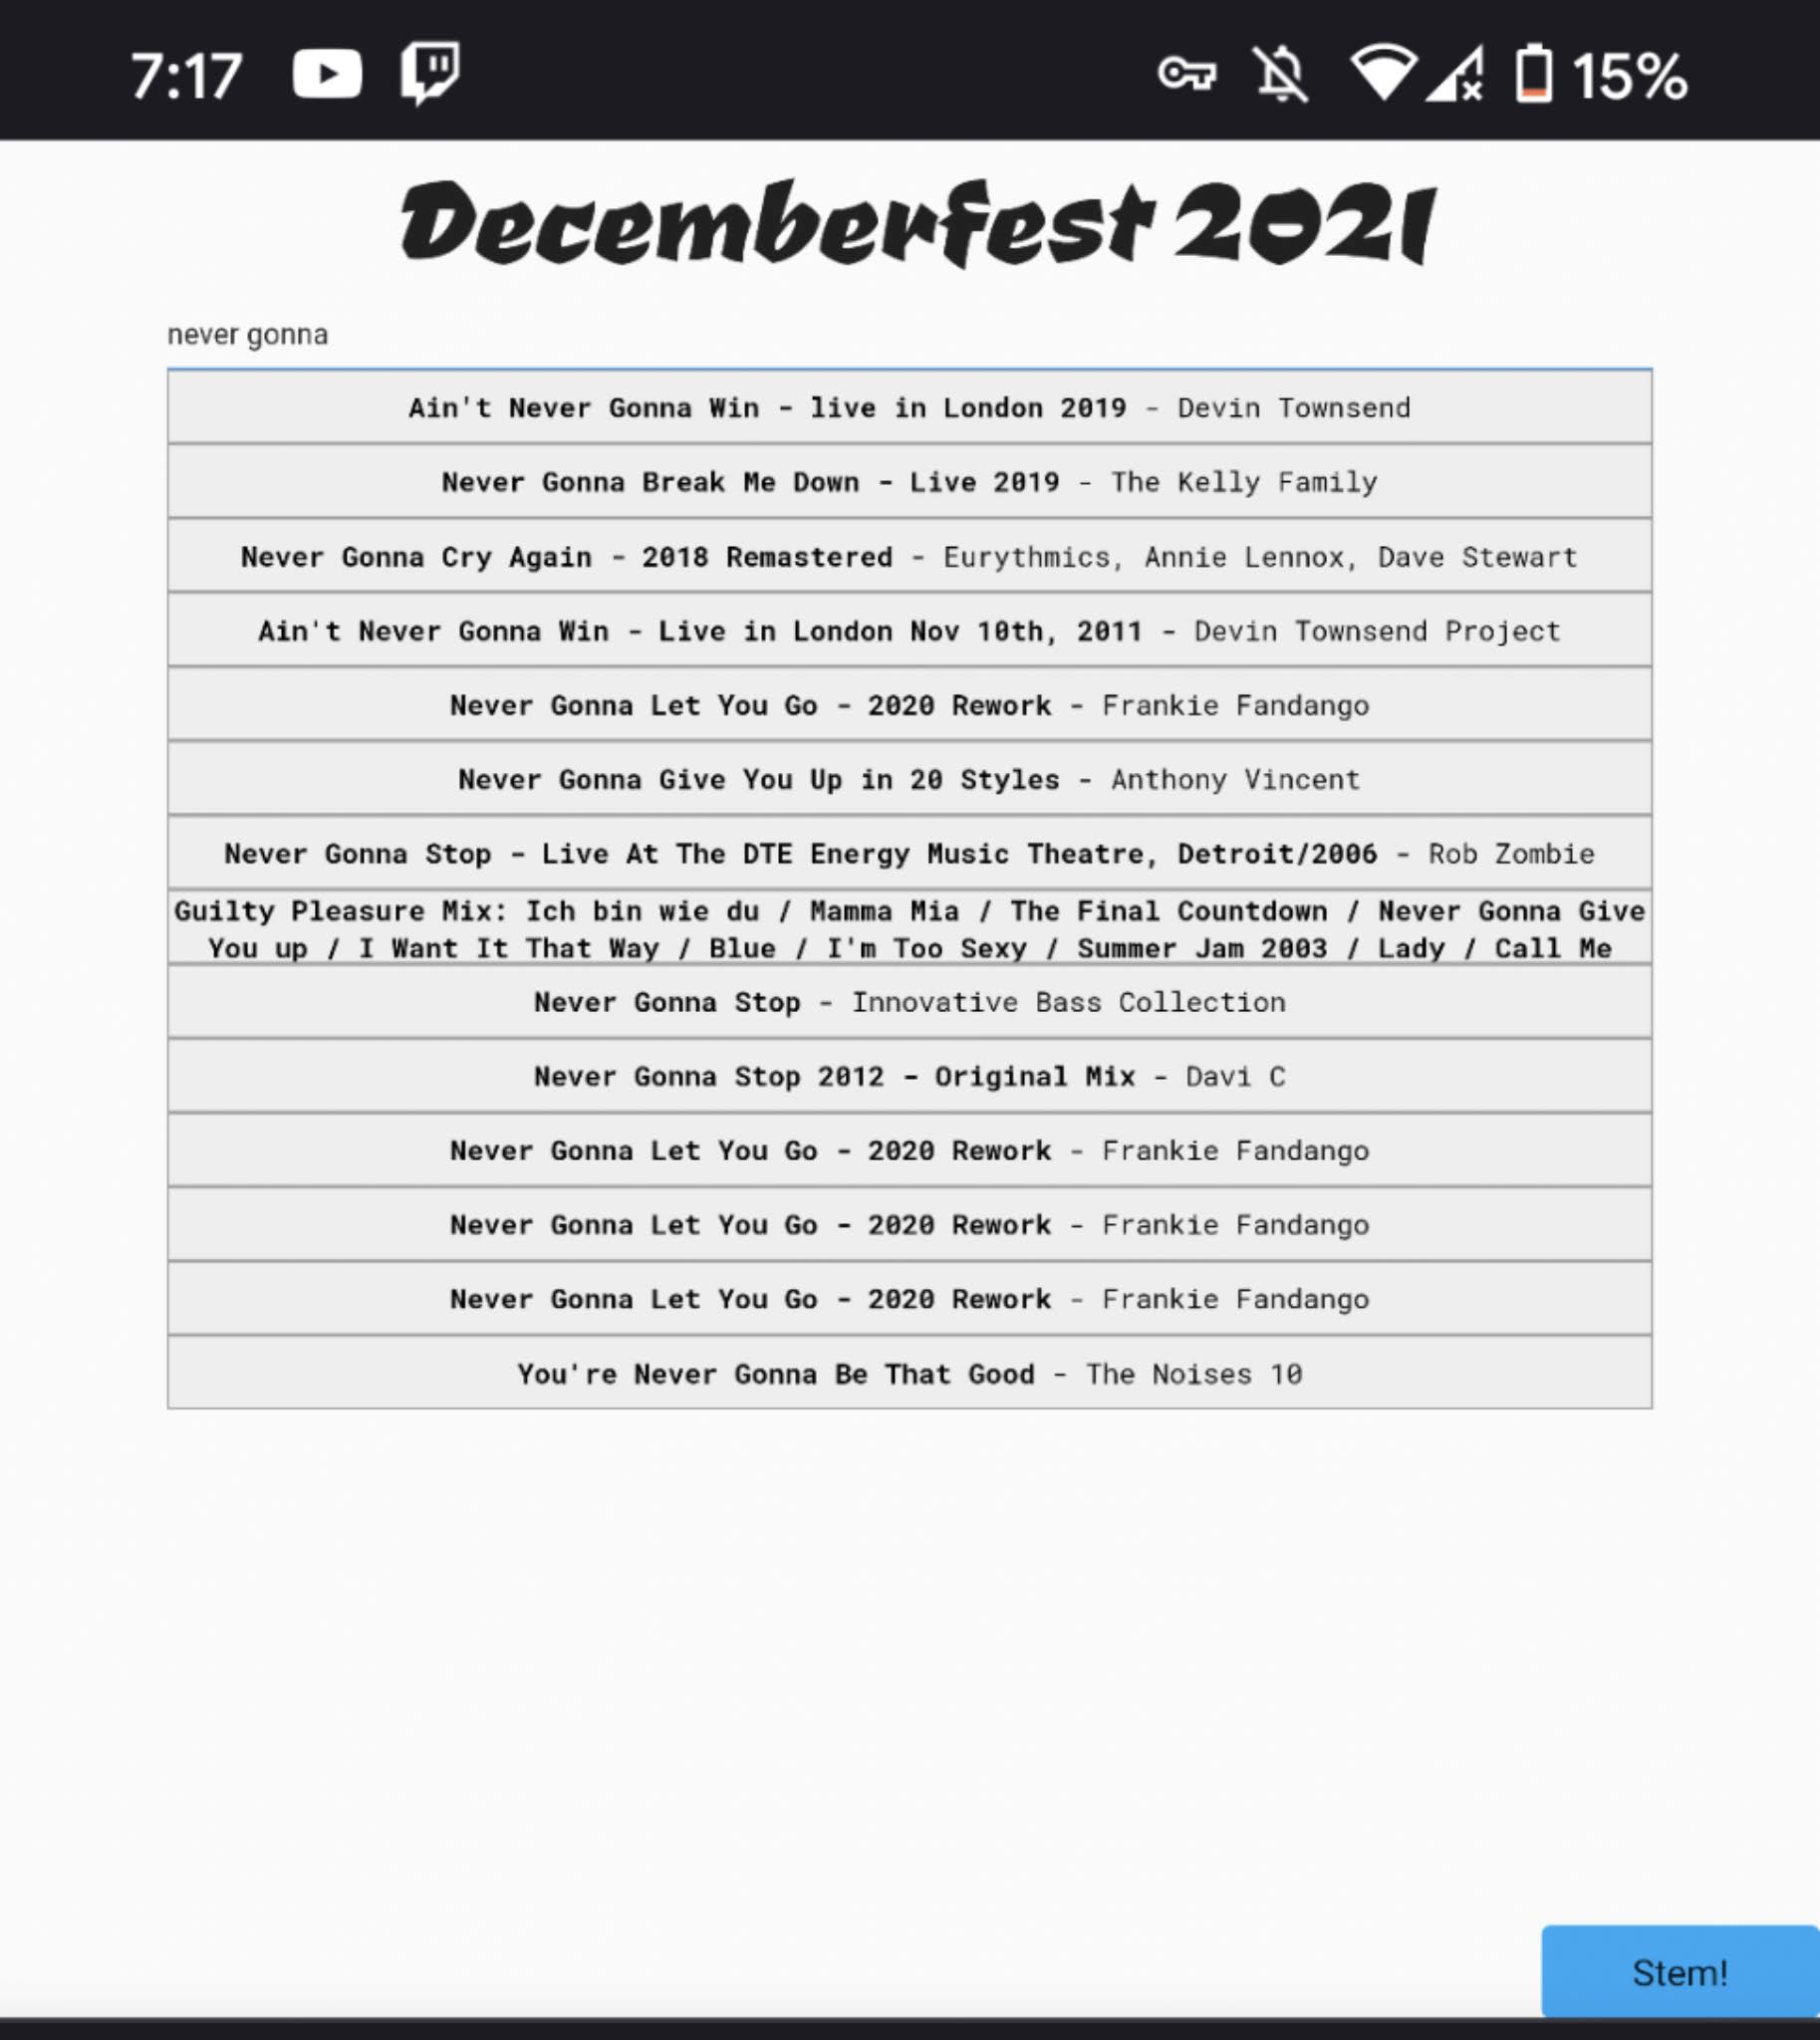 7:17 15%
Decemberfest 2021
never gonna
Ain't Never Gonna Win - live in London 2019 - Devin Townsend
Never Gonna Break Me Down - Live 2019 - The Kelly Family
Never Gonna Cry Again - 2018 Remastered - Eurythmics, Annie Lennox, Dave Stewart
Ain't Never Gonna Win - Live in London Nov 10th, 2011 - Devin Townsend Project
Never Gonna Let You Go - 2020 Rework - Frankie Fandango
Never Gonna Give You Up in 20 Styles - Anthony Vincent
Never Gonna Stop - Live At The DTE Energy Music Theatre, Detroit/2006 - Rob Zombie
Guilty Pleasure Mix: Ich bin wie du / Mamma Mia / The Final Countdown / Never Gonna Give
You up / I Want It That Way / Blue / I'm Too Sexy / Summer Jam 2003 / Lady / Call Me
Never Gonna Stop - Innovative Bass Collection
Never Gonna Stop 2012 - Original Mix - Davi C
Never Gonna Let You Go - 2020 Rework - Frankie Fandango
Never Gonna Let You Go - 2020 Rework - Frankie Fandango
Never Gonna Let You Go - 2020 Rework - Frankie Fandango
You're Never Gonna Be That Good - The Noises 10
Stem!